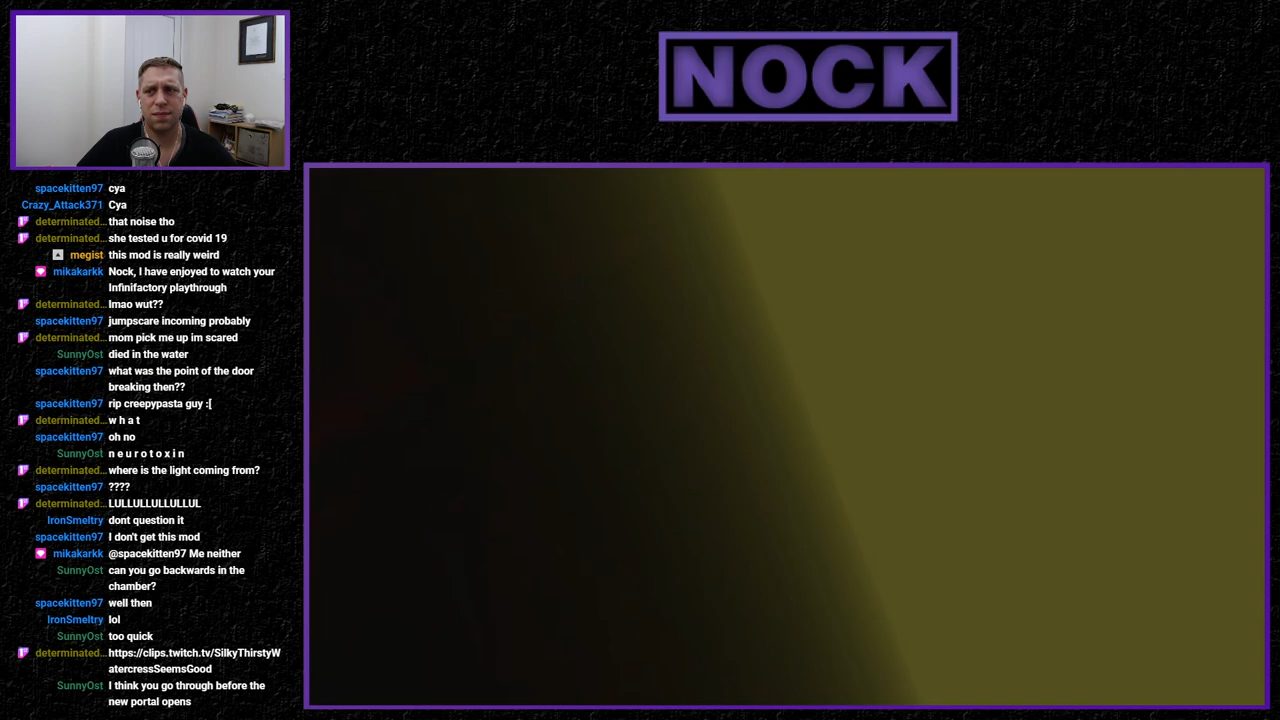 NOCK
spacekitten97 cya
Crazy_Attack371 Cya
determinated... that noise tho
determinated... she tested u for covid 19
megist this mod is really weird
mikakarkk Nock, I have enjoyed to watch your
Infinifactory playthrough
determinated... lmao wut??
spacekitten97 jumpscare incoming probably
determinated... mom pick me up im scared
SunnyOst died in the water
spacekitten97 what was the point of the door
breaking then??
spacekitten97 rip creepypasta guy :[
determinated... w h a t
spacekitten97 oh no
SunnyOst n e u r o t o x i n
determinated... where is the light coming from?
spacekitten97 ????
determinated... LULLULLULLULLUL
IronSmeltry dont question it
spacekitten97 I don't get this mod
mikakarkk @spacekitten97 Me neither
SunnyOst can you go backwards in the
chamber?
spacekitten97 well then
IronSmeltry lol
SunnyOst too quick
determinated... https://clips.twitch.tv/SilkyThirstyW
atercressSeemsGood
SunnyOst I think you go through before the
new portal opens